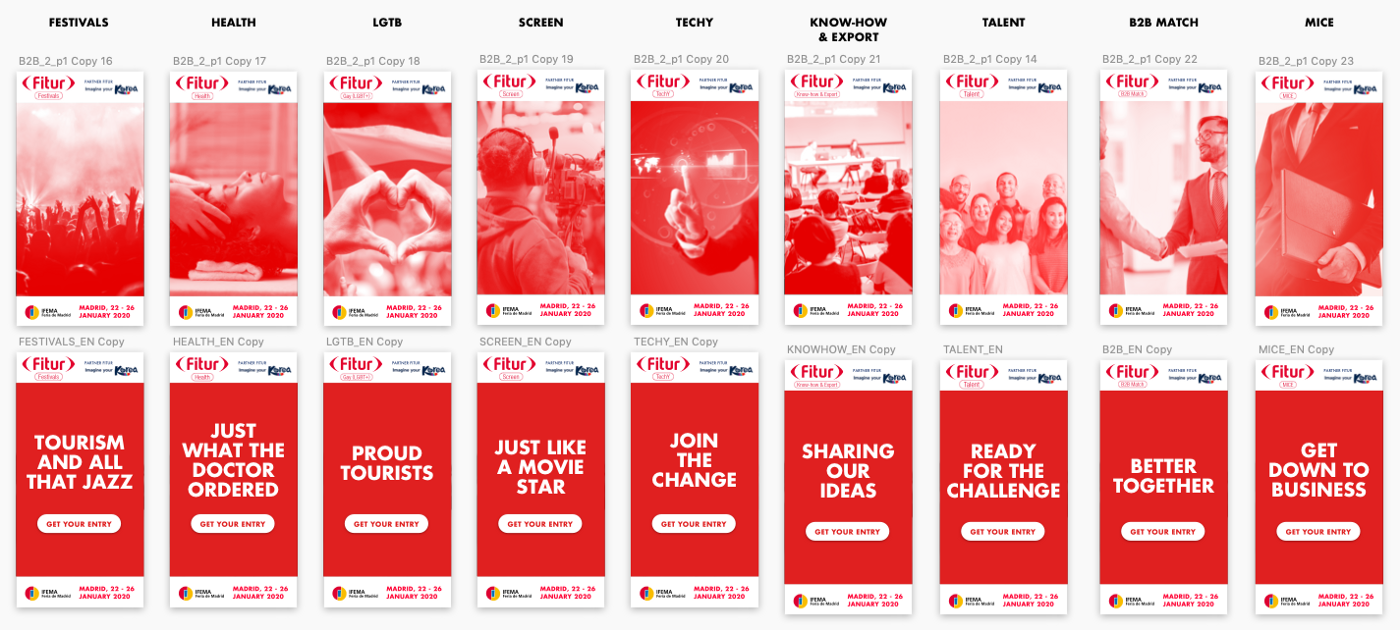 FESTIVALS
HEALTH
LGTB
SCREEN
TECHY
KNOW-HOW
& EXPORT
TALENT
B2B MATCH
MICE
B2B_2_p1 Copy 16
B2B_2_p1 Copy 17
B2B_2_p1 Copy 18
B2B_2_p1 Copy 19
B2B_2_p1 Copy 20
B2B_2_p1 Copy 21
B2B_2_p1 Copy 14
B2B_2_p1 Copy 22
B2B_2_p1 Copy 23
Fitur
Festivals
PARTNER FITUR
Imagine your Korea
IFEMA
Feria de Madrid
MADRID, 22 - 26
JANUARY 2020
Fitur
Health
PARTNER FITUR
Imagine your Korea
IFEMA
Feria de Madrid
MADRID, 22 - 26
JANUARY 2020
Fitur
Gay (LGBT+)
PARTNER FITUR
Imagine your Korea
IFEMA
Feria de Madrid
MADRID, 22 - 26
JANUARY 2020
Fitur
Screen
PARTNER FITUR
Imagine your Korea
IFEMA
Feria de Madrid
MADRID, 22 - 26
JANUARY 2020
Fitur
TechY
PARTNER FITUR
Imagine your Korea
IFEMA
Feria de Madrid
MADRID, 22 - 26
JANUARY 2020
Fitur
Know-how & Export
PARTNER FITUR
Imagine your Korea
IFEMA
Feria de Madrid
MADRID, 22 - 26
JANUARY 2020
Fitur
Talent
PARTNER FITUR
Imagine your Korea
IFEMA
Feria de Madrid
MADRID, 22 - 26
JANUARY 2020
Fitur
B2B Match
PARTNER FITUR
Imagine your Korea
IFEMA
Feria de Madrid
MADRID, 22 - 26
JANUARY 2020
Fitur
MICE
PARTNER FITUR
Imagine your Korea
IFEMA
Feria de Madrid
MADRID, 22 - 26
JANUARY 2020
FESTIVALS_EN Copy
Fitur
Festivals
PARTNER FITUR
Imagine your Korea
TOURISM
AND ALL
THAT JAZZ
GET YOUR ENTRY
IFEMA
Feria de Madrid
MADRID, 22 - 26
JANUARY 2020
HEALTH_EN Copy
Fitur
Health
PARTNER FITUR
Imagine your Korea
JUST
WHAT THE
DOCTOR
ORDERED
GET YOUR ENTRY
IFEMA
Feria de Madrid
MADRID, 22 - 26
JANUARY 2020
LGTB_EN Copy
Fitur
Gay (LGBT+)
PARTNER FITUR
Imagine your Korea
PROUD
TOURISTS
GET YOUR ENTRY
IFEMA
Feria de Madrid
MADRID, 22 - 26
JANUARY 2020
SCREEN_EN Copy
Fitur
Screen
PARTNER FITUR
Imagine your Korea
JUST LIKE
A MOVIE
STAR
GET YOUR ENTRY
IFEMA
Feria de Madrid
MADRID, 22 - 26
JANUARY 2020
TECHY_EN Copy
Fitur
TechY
PARTNER FITUR
Imagine your Korea
JOIN
THE
CHANGE
GET YOUR ENTRY
IFEMA
Feria de Madrid
MADRID, 22 - 26
JANUARY 2020
KNOWHOW_EN Copy
Fitur
Know-how & Export
PARTNER FITUR
Imagine your Korea
SHARING
OUR
IDEAS
GET YOUR ENTRY
IFEMA
Feria de Madrid
MADRID, 22 - 26
JANUARY 2020
TALENT_EN
Fitur
Talent
PARTNER FITUR
Imagine your Korea
READY
FOR THE
CHALLENGE
GET YOUR ENTRY
IFEMA
Feria de Madrid
MADRID, 22 - 26
JANUARY 2020
B2B_EN Copy
Fitur
B2B Match
PARTNER FITUR
Imagine your Korea
BETTER
TOGETHER
GET YOUR ENTRY
IFEMA
Feria de Madrid
MADRID, 22 - 26
JANUARY 2020
MICE_EN Copy
Fitur
MICE
PARTNER FITUR
Imagine your Korea
GET
DOWN TO
BUSINESS
GET YOUR ENTRY
IFEMA
Feria de Madrid
MADRID, 22 - 26
JANUARY 2020